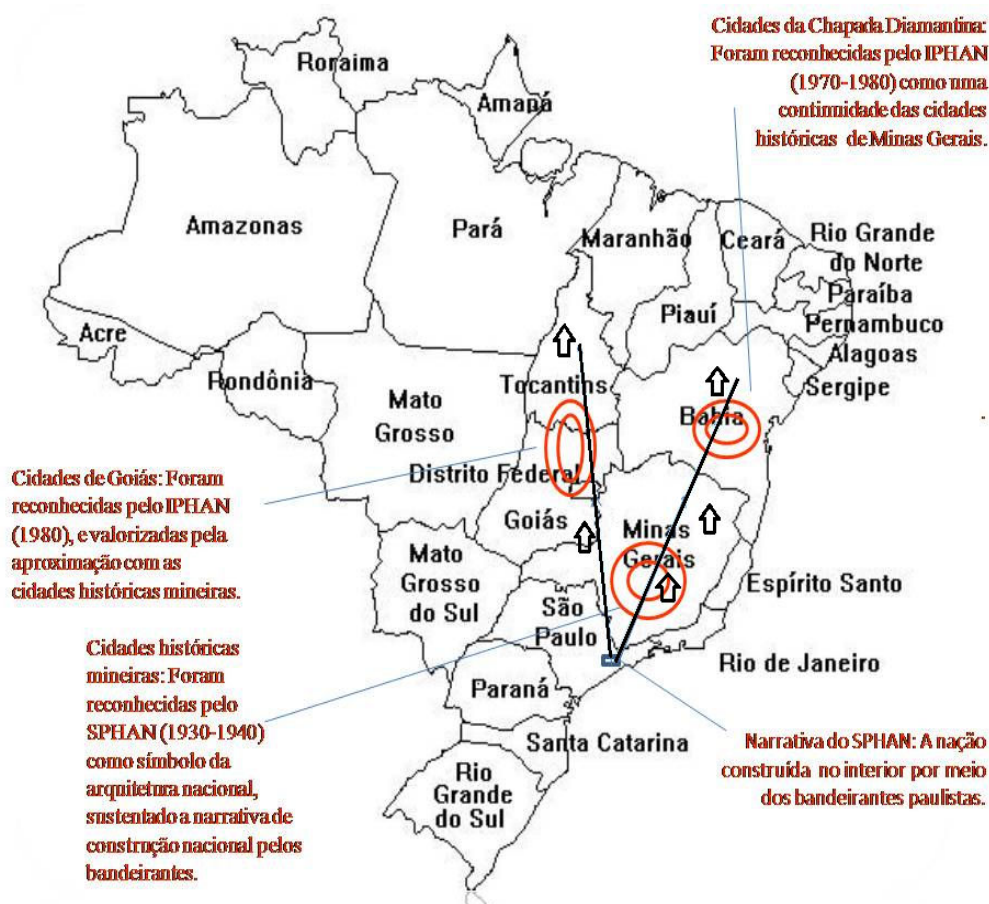 Cidades da Chapada Diamantina:
Foram reconhecidas pelo IPHAN
(1970-1980) como uma
continuidade das cidades
históricas de Minas Gerais.
Roraima
Amapá
Amazonas
Pará
Maranhão
Ceará
Rio Grande
do Norte
Paraíba
Pernambuco
Alagoas
Sergipe
Piauí
Acre
Rondônia
Tocantins
Mato
Grosso
Bahia
Distrito Federal
Goiás
Minas
Gerais
Mato
Grosso
do Sul
Espírito Santo
São
Paulo
Rio de Janeiro
Paraná
Santa Catarina
Rio
Grande
do Sul
Cidades de Goiás: Foram
reconhecidas pelo IPHAN
(1980), e valorizadas pela
aproximação com as
cidades históricas mineiras.
Cidades históricas
mineiras: Foram
reconhecidas pelo
SPHAN (1930-1940)
como símbolo da
arquitetura nacional,
sustentado a narrativa de
construção nacional pelos
bandeirantes.
Narrativa do SPHAN: A nação
construída no interior por meio
dos bandeirantes paulistas.